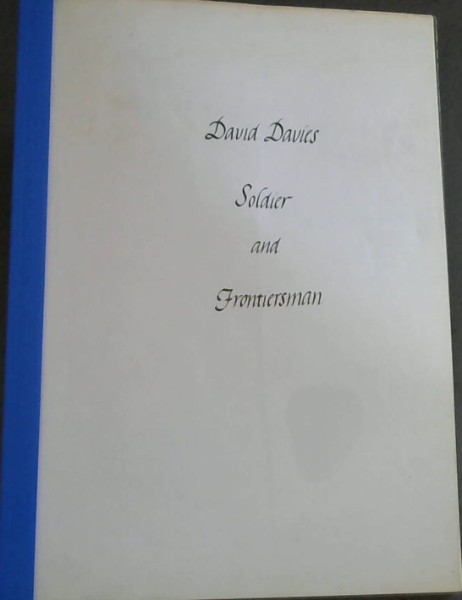 David Davies
Soldier
and
Frontiersman